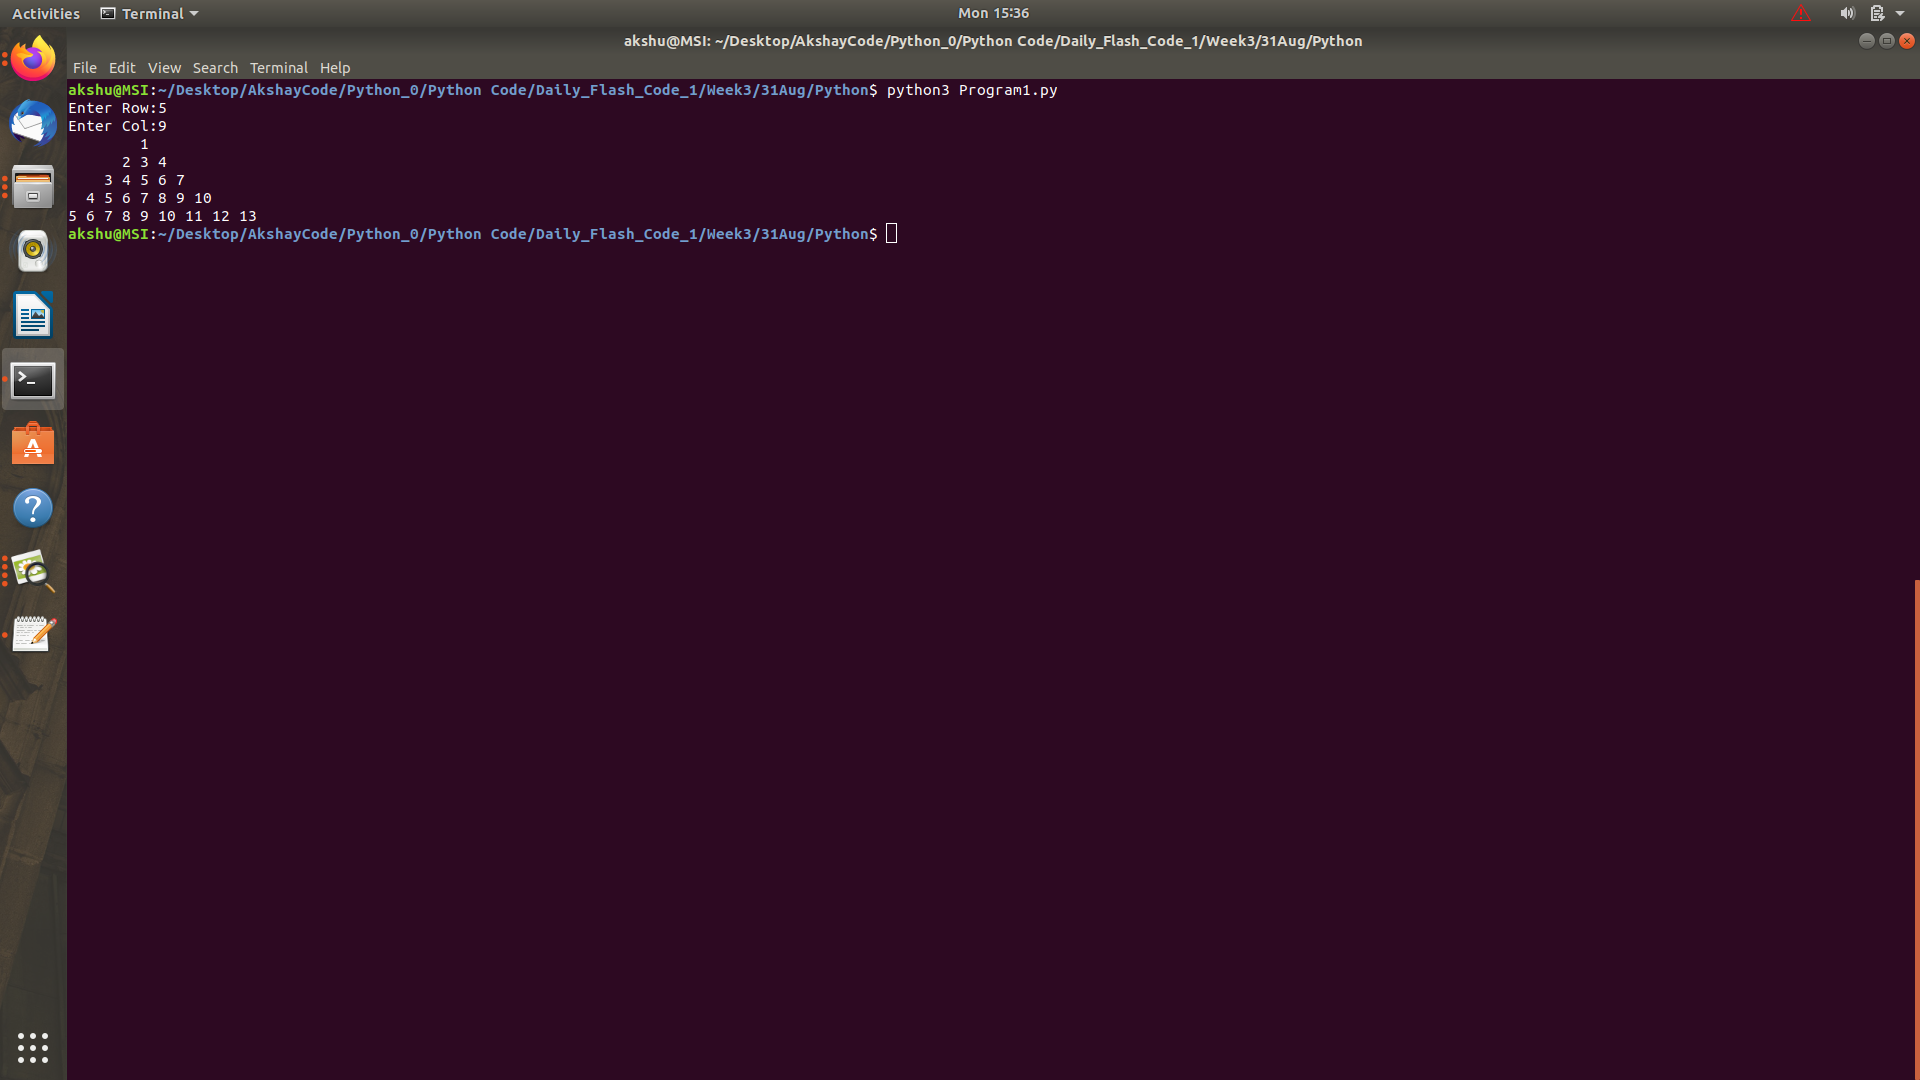 Activities Terminal Mon 15:36
akshu@MSI: ~/Desktop/AkshayCode/Python_0/Python Code/Daily_Flash_Code_1/Week3/31Aug/Python
File Edit View Search Terminal Help
akshu@MSI:~/Desktop/AkshayCode/Python_0/Python Code/Daily_Flash_Code_1/Week3/31Aug/Python$ python3 Program1.py
Enter Row:5
Enter Col:9
        1
      2 3 4
    3 4 5 6 7
  4 5 6 7 8 9 10
5 6 7 8 9 10 11 12 13
akshu@MSI:~/Desktop/AkshayCode/Python_0/Python Code/Daily_Flash_Code_1/Week3/31Aug/Python$